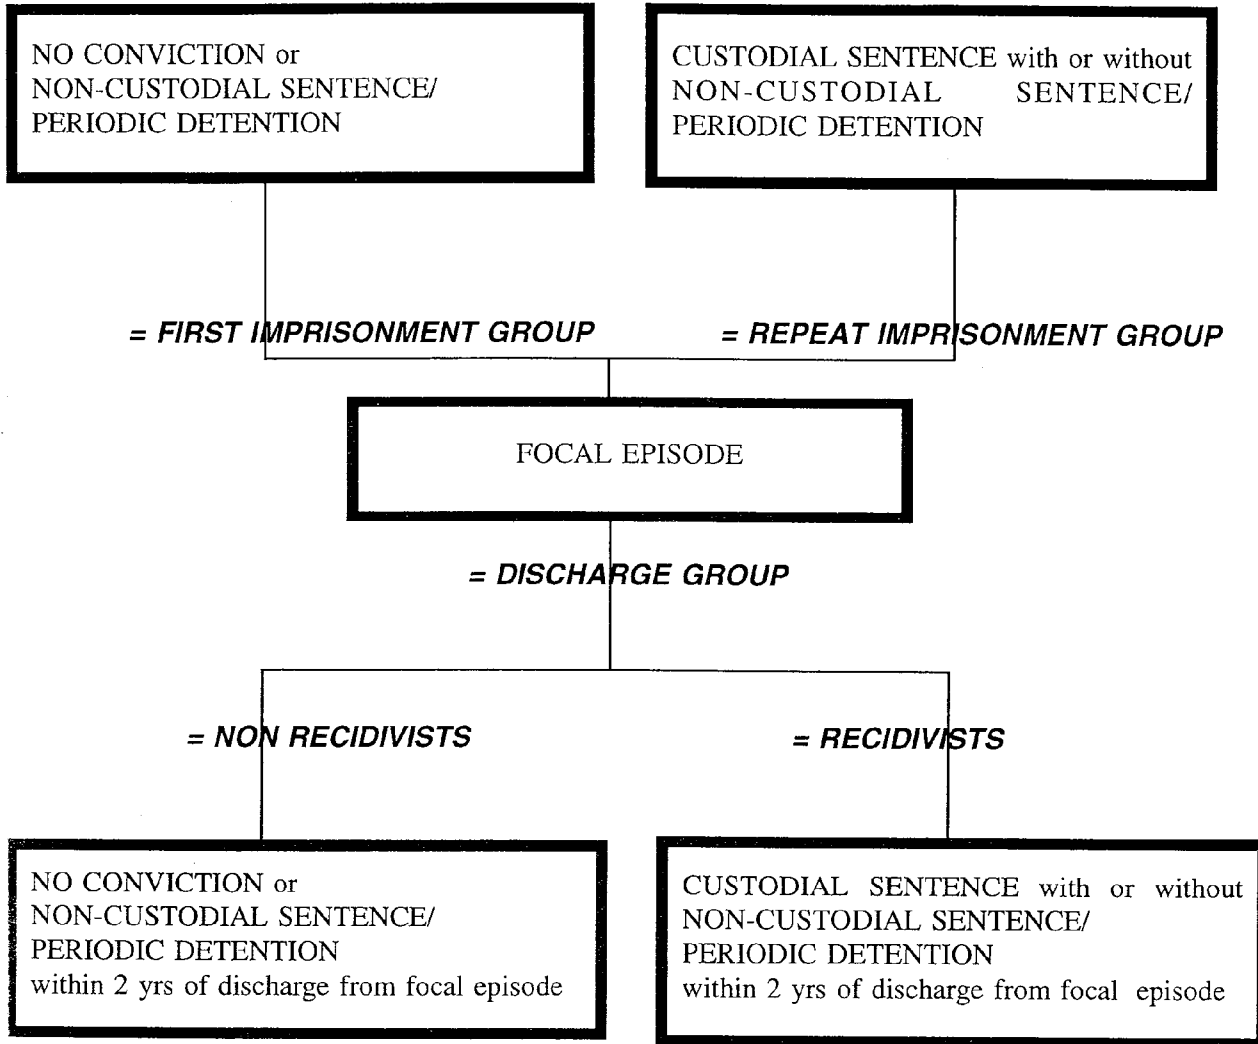 NO CONVICTION or
NON-CUSTODIAL SENTENCE/
PERIODIC DETENTION
CUSTODIAL SENTENCE with or without
NON-CUSTODIAL SENTENCE/
PERIODIC DETENTION
= FIRST IMPRISONMENT GROUP
= REPEAT IMPRISONMENT GROUP
FOCAL EPISODE
= DISCHARGE GROUP
= NON RECIDIVISTS
= RECIDIVISTS
NO CONVICTION or
NON-CUSTODIAL SENTENCE/
PERIODIC DETENTION
within 2 yrs of discharge from focal episode
CUSTODIAL SENTENCE with or without
NON-CUSTODIAL SENTENCE/
PERIODIC DETENTION
within 2 yrs of discharge from focal episode